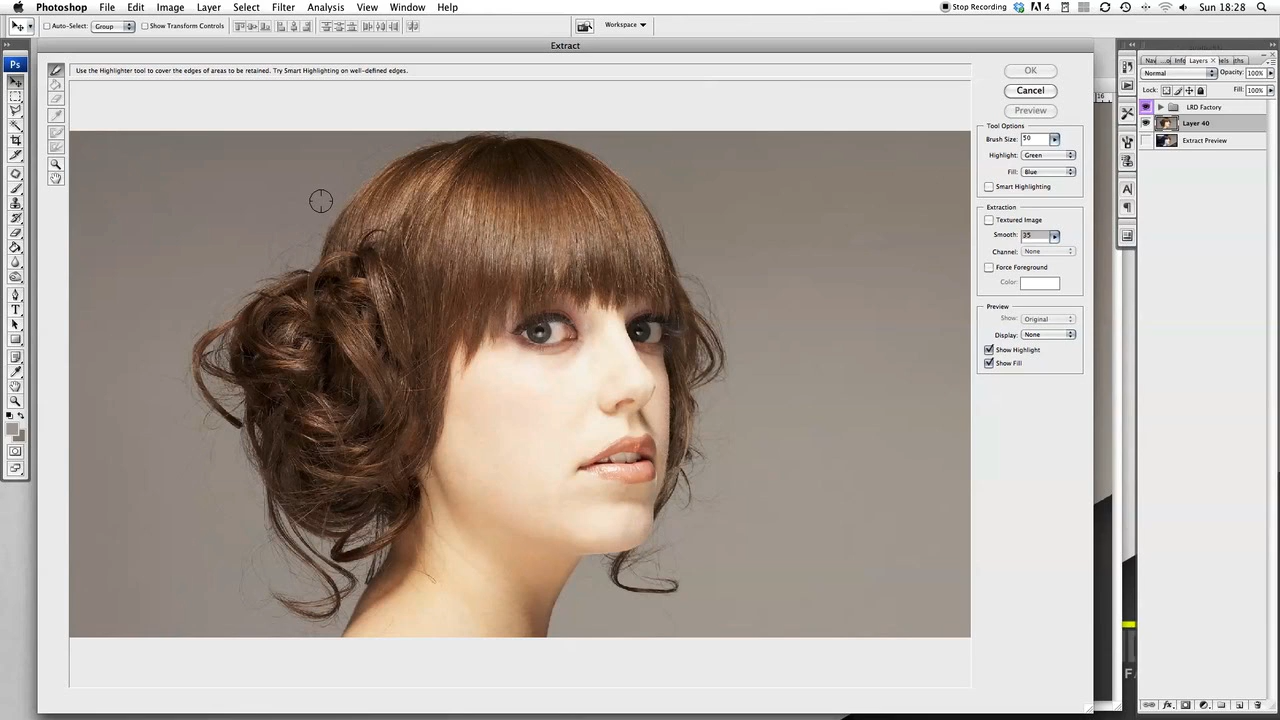 Photoshop File Edit Image Layer Select Filter Analysis View Window Help
Stop Recording 4 Sun 18:28
Auto-Select: Group Show Transform Controls Workspace
Extract
Ps
Use the Highlighter tool to cover the edges of areas to be retained. Try Smart Highlighting on well-defined edges.
OK
Cancel
Preview
Tool Options
Brush Size: 50
Highlight: Green
Fill: Blue
Smart Highlighting
Extraction
Textured Image
Smooth: 35
Channel: None
Force Foreground
Color:
Preview
Show: Original
Display: None
Show Highlight
Show Fill
Layers
Normal Opacity: 100%
Lock: Fill: 100%
LRD Factory
Layer 40
Extract Preview